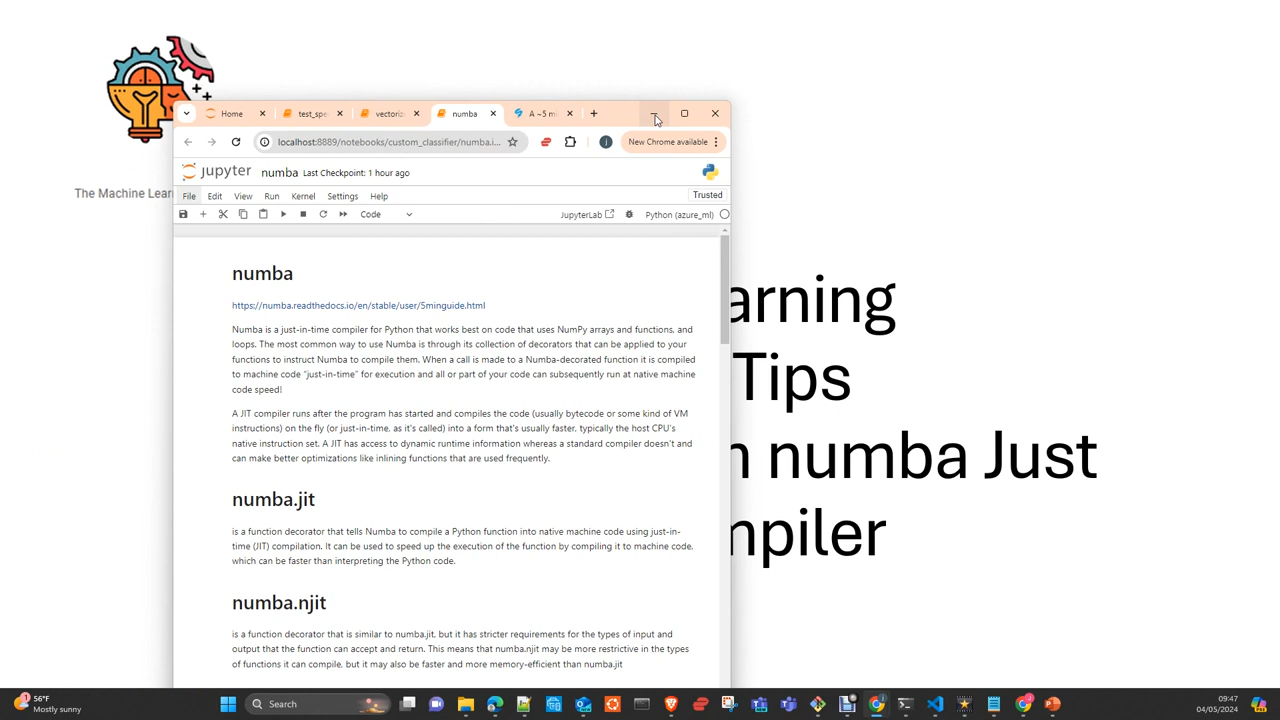 Home
test_spe
vectoriz
numba
A ~5 m
localhost:8889/notebooks/custom_classifier/numba.i...
New Chrome available
jupyter numba Last Checkpoint: 1 hour ago
File Edit View Run Kernel Settings Help
Trusted
Code
JupyterLab
Python (azure_ml)
The Machine Lear
numba
https://numba.readthedocs.io/en/stable/user/5minguide.html
Numba is a just-in-time compiler for Python that works best on code that uses NumPy arrays and functions, and
loops. The most common way to use Numba is through its collection of decorators that can be applied to your
functions to instruct Numba to compile them. When a call is made to a Numba-decorated function it is compiled
to machine code “just-in-time” for execution and all or part of your code can subsequently run at native machine
code speed!
A JIT compiler runs after the program has started and compiles the code (usually bytecode or some kind of VM
instructions) on the fly (or just-in-time, as it's called) into a form that's usually faster, typically the host CPU's
native instruction set. A JIT has access to dynamic runtime information whereas a standard compiler doesn't and
can make better optimizations like inlining functions that are used frequently.
numba.jit
is a function decorator that tells Numba to compile a Python function into native machine code using just-in-
time (JIT) compilation. It can be used to speed up the execution of the function by compiling it to machine code,
which can be faster than interpreting the Python code.
numba.njit
is a function decorator that is similar to numba.jit, but it has stricter requirements for the types of input and
output that the function can accept and return. This means that numba.njit may be more restrictive in the types
of functions it can compile, but it may also be faster and more memory-efficient than numba.jit
arning
Tips
n numba Just
mpiler
56°F
Mostly sunny
Search
09:47
04/05/2024